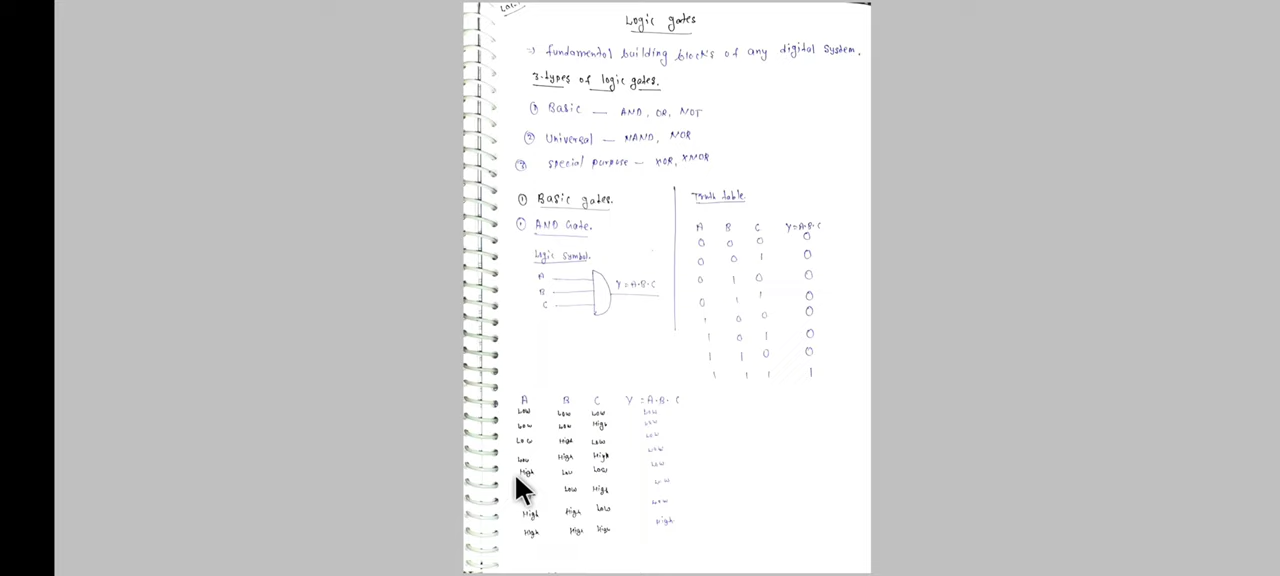 Logic gates
=> fundamental building blocks of any digital system.
3-types of logic gates.
① Basic — AND, OR, NOT
② Universal — NAND, NOR
③ special purpose — XOR, XNOR
① Basic gates.
① AND Gate.
Logic symbol.
A
B
C
Y = A·B·C
Truth table
A B C Y=A·B·C
0 0 0 0
0 0 1 0
0 1 0 0
0 1 1 0
1 0 0 0
1 0 1 0
1 1 0 0
1 1 1 1
A B C Y = A·B·C
Low Low Low Low
Low Low High Low
Low High Low Low
Low High High Low
High Low Low Low
Low High Low
High High Low Low
High High High High